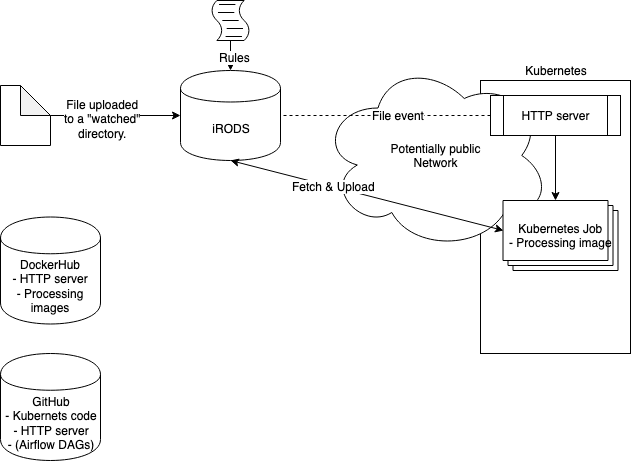 Rules
Kubernetes
File uploaded
to a "watched"
directory.
iRODS
File event
HTTP server
Potentially public
Network
Fetch & Upload
Kubernetes Job
- Processing image
DockerHub
- HTTP server
- Processing
images
GitHub
- Kubernets code
- HTTP server
- (Airflow DAGs)